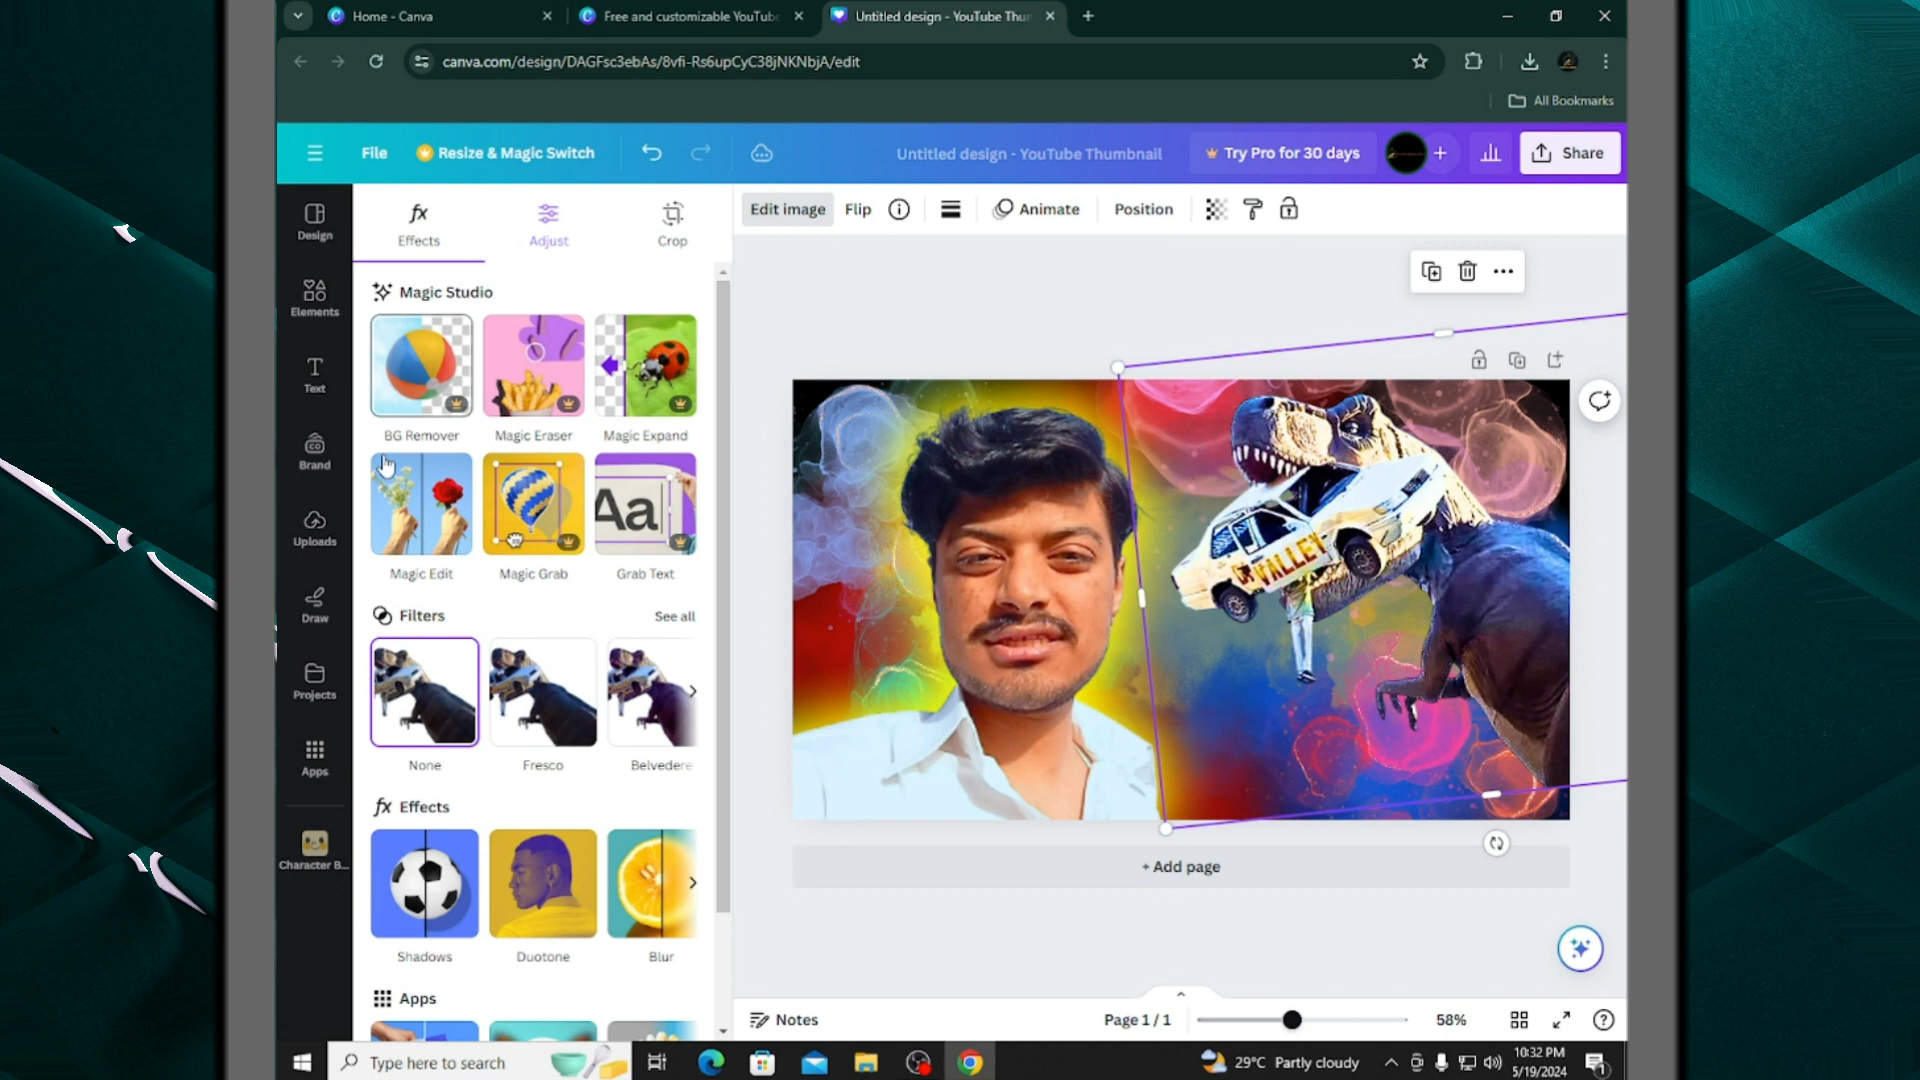 Home - Canva
Free and customizable YouTube
Untitled design - YouTube Thun
canva.com/design/DAGFsc3ebAs/8vfi-Rs6upCyC38jNKNbjA/edit
All Bookmarks
File
Resize & Magic Switch
Untitled design - YouTube Thumbnail
Try Pro for 30 days
Share
Design
Elements
Text
Brand
Uploads
Draw
Projects
Apps
Character B...
Effects
Adjust
Crop
Edit image
Flip
Animate
Position
Magic Studio
BG Remover
Magic Eraser
Magic Expand
Aa
Magic Edit
Magic Grab
Grab Text
Filters
See all
None
Fresco
Belvedere
fx Effects
Shadows
Duotone
Blur
Apps
VALLEY
+ Add page
Notes
Page 1 / 1
58%
Type here to search
29°C Partly cloudy
10:32 PM
5/19/2024